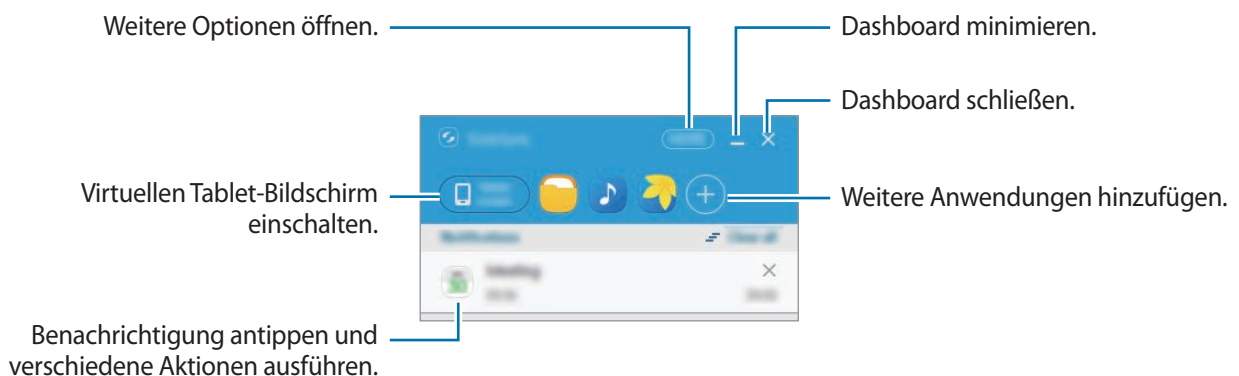 Weitere Optionen öffnen.
Dashboard minimieren.
Dashboard schließen.
Virtuellen Tablet-Bildschirm
einschalten.
Weitere Anwendungen hinzufügen.
Benachrichtigung antippen und
verschiedene Aktionen ausführen.